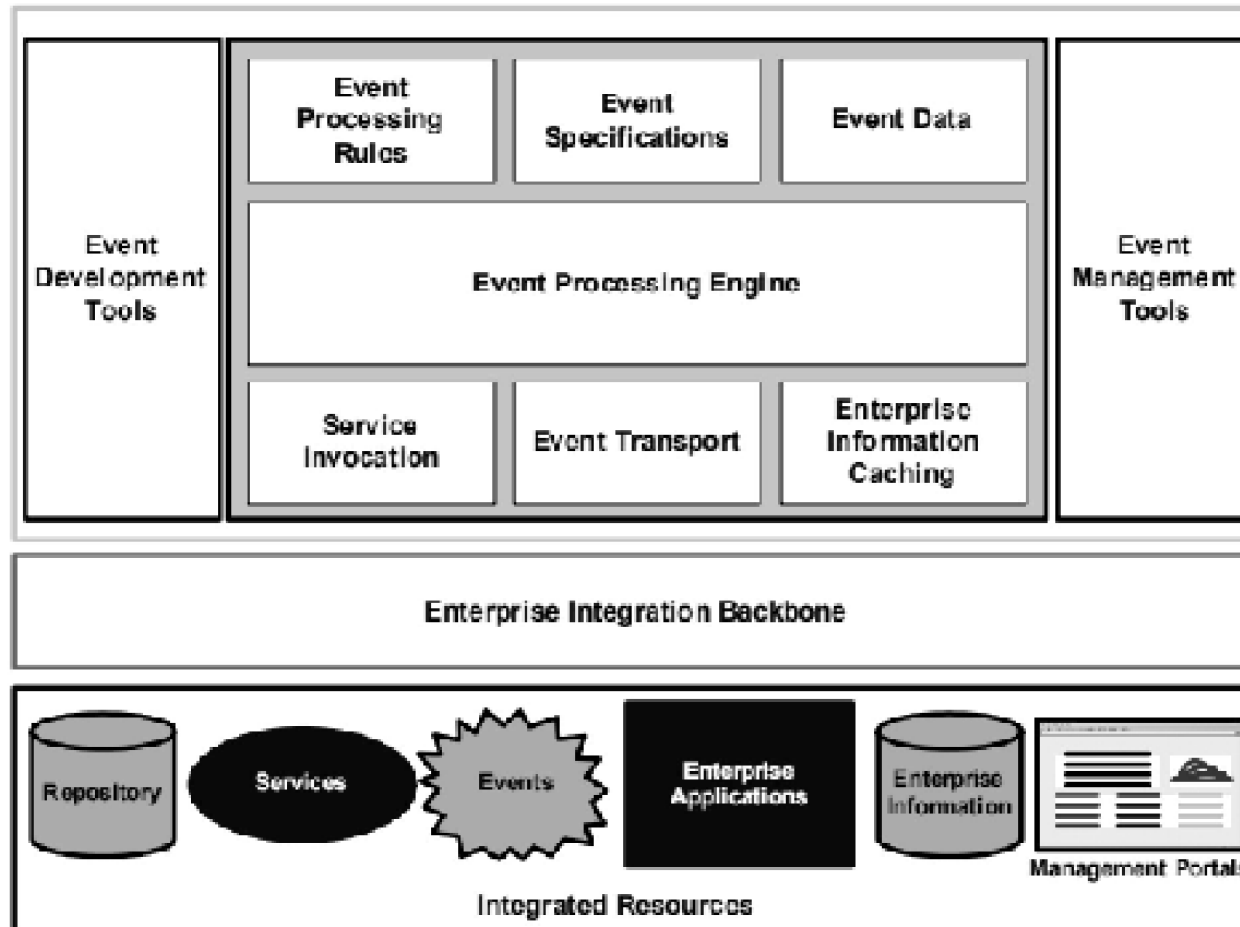 Event
Processing
Rules
Event
Specifications
Event Data
Event
Development
Tools
Event Processing Engine
Event
Management
Tools
Service
Invocation
Event Transport
Enterprise
Information
Caching
Enterprise Integration Backbone
Repository
Services
Events
Enterprise
Applications
Enterprise
Information
Management Portals
Integrated Resources